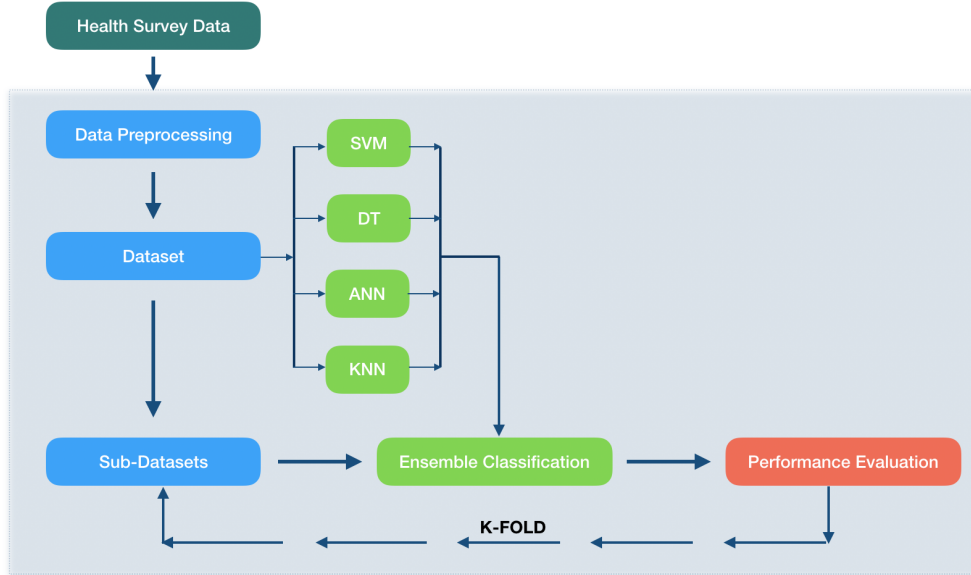 Health Survey Data
Data Preprocessing
SVM
DT
Dataset
ANN
KNN
Sub-Datasets
Ensemble Classification
Performance Evaluation
K-FOLD